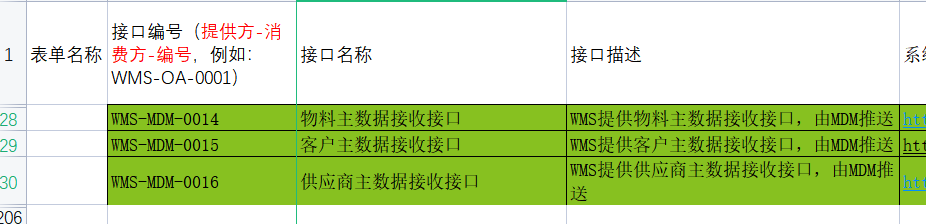 1 表单名称 接口编号（提供方-消费方-编号，例如：WMS-OA-0001） 接口名称 接口描述 系
28 WMS-MDM-0014 物料主数据接收接口 WMS提供物料主数据接收接口，由MDM推送 htt
29 WMS-MDM-0015 客户主数据接收接口 WMS提供客户主数据接收接口，由MDM推送 htt
30 WMS-MDM-0016 供应商主数据接收接口 WMS提供供应商主数据接收接口，由MDM推送 htt
206